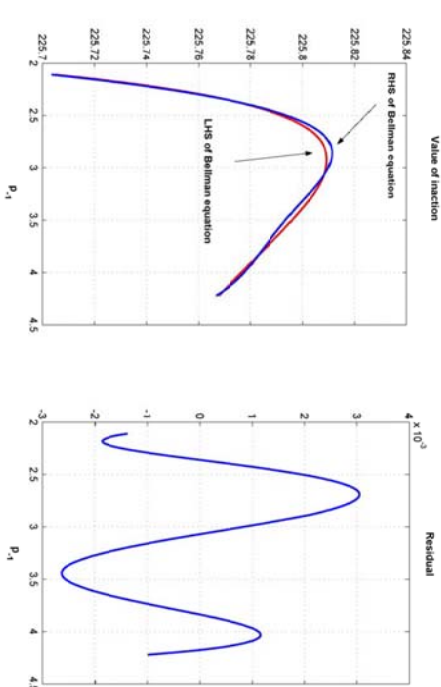 Value of inaction
225.84
225.82
225.8
225.78
225.76
225.74
225.72
225.7
RHS of Bellman equation
LHS of Bellman equation
2 2.5 3 3.5 4 4.5
p-1
Residual
x 10-3
4
3
2
1
0
-1
-2
-3
2 2.5 3 3.5 4
p-1